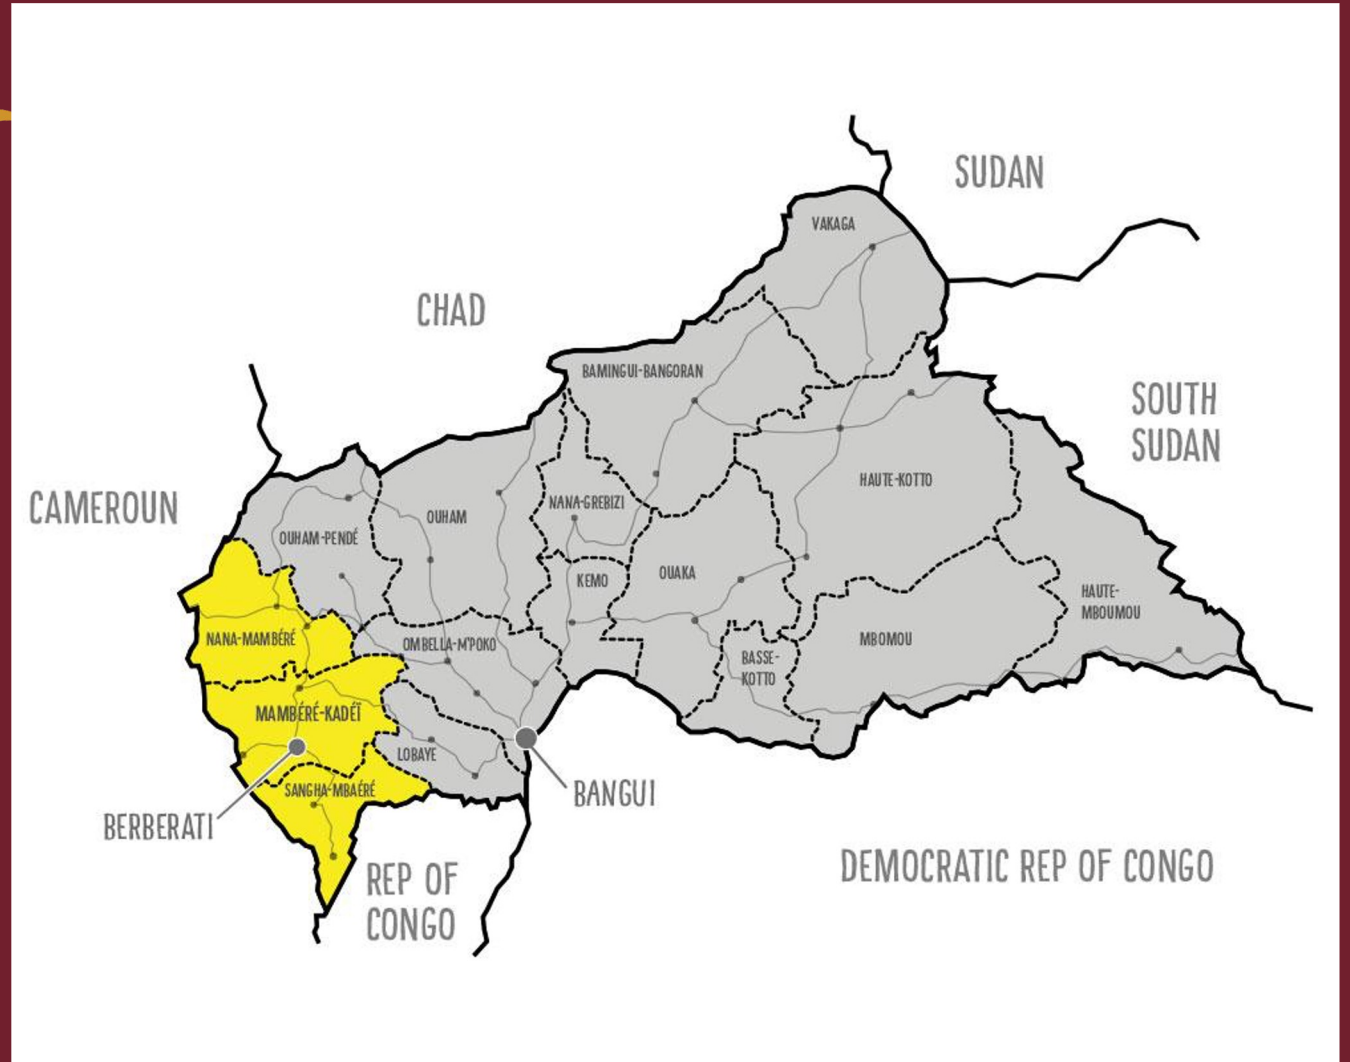 SUDAN
VAKAGA
CHAD
BAMINGUI-BANGORAN
SOUTH
SUDAN
HAUTE-KOTTO
CAMEROUN
NANA-GREBIZI
OUHAM
OUHAM-PENDÉ
KEMO
OUAKA
HAUTE-
MBOUMOU
NANA-MAMBÉRÉ
OMBELLA-M'POKO
MBOMOU
BASSE-
KOTTO
MAMBÉRÉ-KADÉÏ
LOBAYE
SANGHA-MBAÉRÉ
BANGUI
BERBERATI
REP OF
CONGO
DEMOCRATIC REP OF CONGO